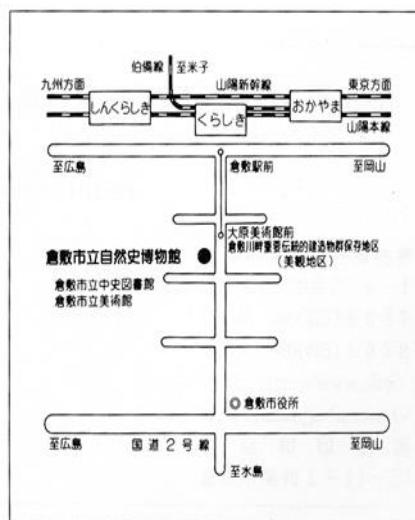 伯備線
至米子
九州方面
山陽新幹線
東京方面
しんくらしき
くらしき
おかやま
山陽本線
至広島
倉敷駅前
至岡山
大原美術館前
倉敷川畔重要伝統的建造物群保存地区
(美観地区)
倉敷市立自然史博物館
倉敷市立中史図書館
倉敷市立美術館
倉敷市役所
至広島
国道2号線
至岡山
至水島